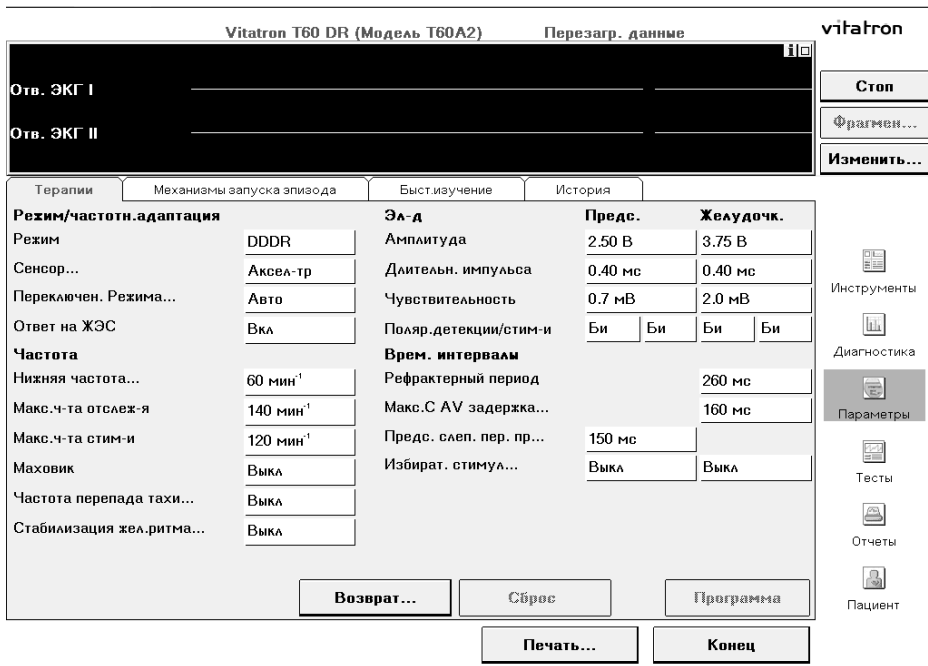 Vitatron T60 DR (Модель T60A2) Перезагр. данные
vitatron
Отв. ЭКГ I
Отв. ЭКГ II
Стоп
Фрагмен...
Изменить...
Терапии Механизмы запуска эпизода Быст.изучение История
Режим/частотн.адаптация Эл-д Предс. Желудочк.
Режим DDDR Амплитуда 2.50 В 3.75 В
Сенсор... Аксел-тр Длительн. импульса 0.40 мс 0.40 мс
Переключен. Режима... Авто Чувствительность 0.7 мВ 2.0 мВ
Ответ на ЖЭС Вкл Поляр.детекции/стим-и Би Би Би Би
Частота Врем. интервалы
Нижняя частота... 60 мин⁻¹ Рефрактерный период 260 мс
Макс.ч-та отслеж-я 140 мин⁻¹ Макс.С AV задержка... 160 мс
Макс.ч-та стим-и 120 мин⁻¹ Предс. слеп. пер. пр... 150 мс
Маховик Выкл Избират. стимул... Выкл Выкл
Частота перепада тахи... Выкл
Стабилизация жел.ритма... Выкл
Возврат... Сброс Программа
Печать... Конец
Инструменты
Диагностика
Параметры
Тесты
Отчеты
Пациент